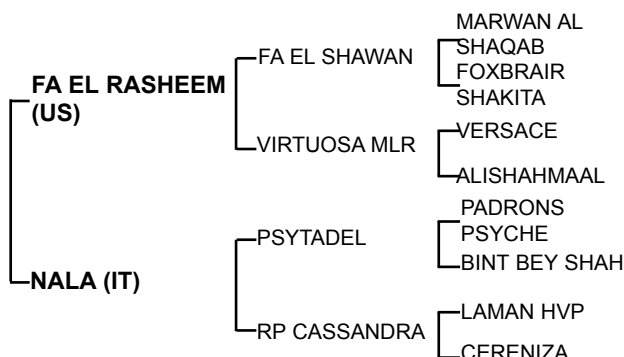 MARWAN AL
SHAQAB
FA EL SHAWAN
FOXBRAIR
SHAKITA
FA EL RASHEEM
(US)
VERSACE
VIRTUOSA MLR
ALISHAHMAAL
PADRONS
PSYCHE
PSYTADEL
BINT BEY SHAH
NALA (IT)
LAMAN HVP
RP CASSANDRA
CERENIZA